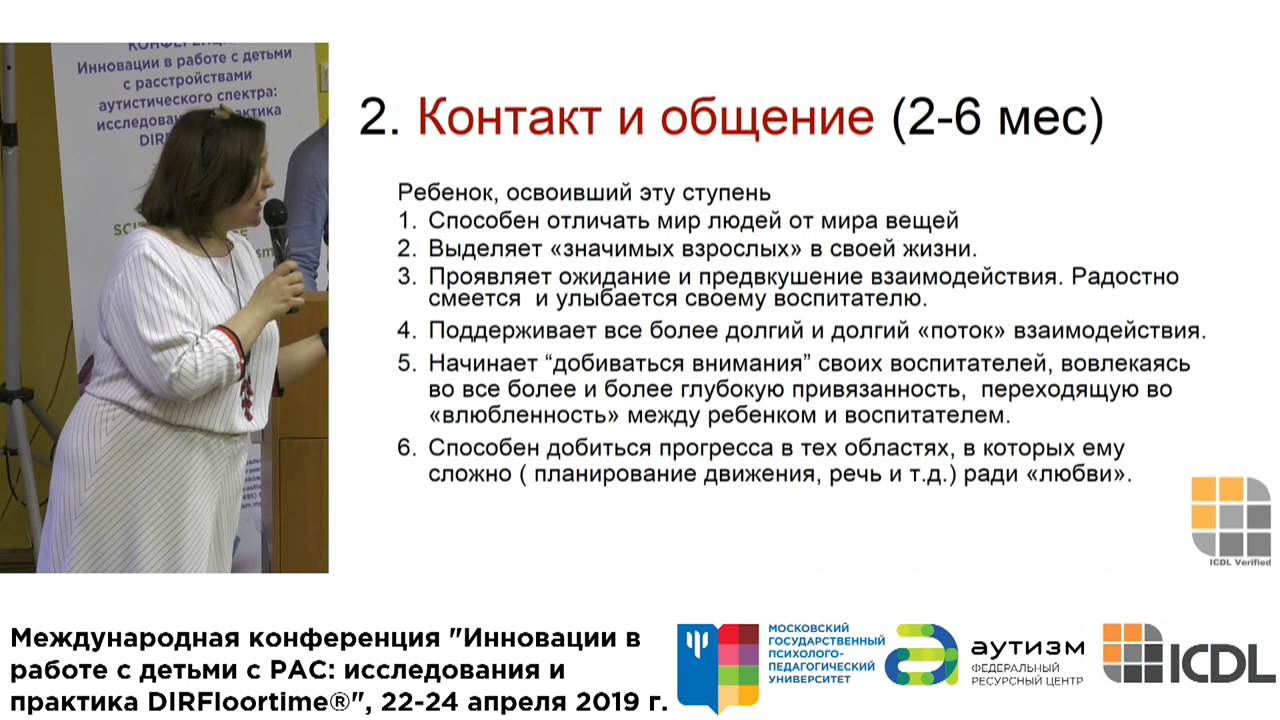 КОНФЕРЕНЦИ
Инновации в работе с детьми
с расстройствами
аутистического спектра:
2. Контакт и общение (2-6 мес)
Ребенок, освоивший эту ступень
1. Способен отличать мир людей от мира вещей
2. Выделяет «значимых взрослых» в своей жизни.
3. Проявляет ожидание и предвкушение взаимодействия. Радостно
смеется и улыбается своему воспитателю.
4. Поддерживает все более долгий и долгий «поток» взаимодействия.
5. Начинает “добиваться внимания” своих воспитателей, вовлекаясь
во все более и более глубокую привязанность, переходящую во
«влюбленность» между ребенком и воспитателем.
6. Способен добиться прогресса в тех областях, в которых ему
сложно ( планирование движения, речь и т.д.) ради «любви».
ICDL Verified
Международная конференция "Инновации в
работе с детьми с РАС: исследования и
практика DIRFloortime®", 22-24 апреля 2019 г.
МОСКОВСКИЙ
ГОСУДАРСТВЕННЫЙ
ПСИХОЛОГО-
ПЕДАГОГИЧЕСКИЙ
УНИВЕРСИТЕТ
аутизм
ФЕДЕРАЛЬНЫЙ
РЕСУРСНЫЙ ЦЕНТР
ICDL